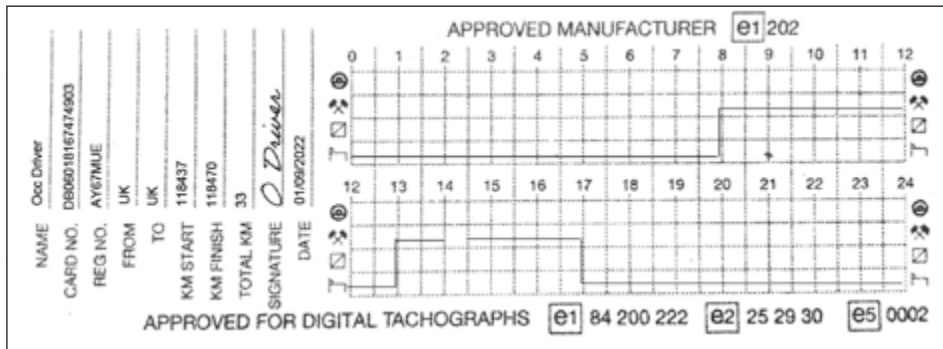 NAME Occ Driver
CARD NO. DB06018167474903
REG NO. AY67MUE
FROM UK
TO UK
KM START 118437
KM FINISH 118470
TOTAL KM 33
SIGNATURE O Driver
DATE 01/09/2022
APPROVED MANUFACTURER e1 202
0 1 2 3 4 5 6 7 8 9 10 11 12
12 13 14 15 16 17 18 19 20 21 22 23 24
APPROVED FOR DIGITAL TACHOGRAPHS e1 84 200 222 e2 25 29 30 e5 0002